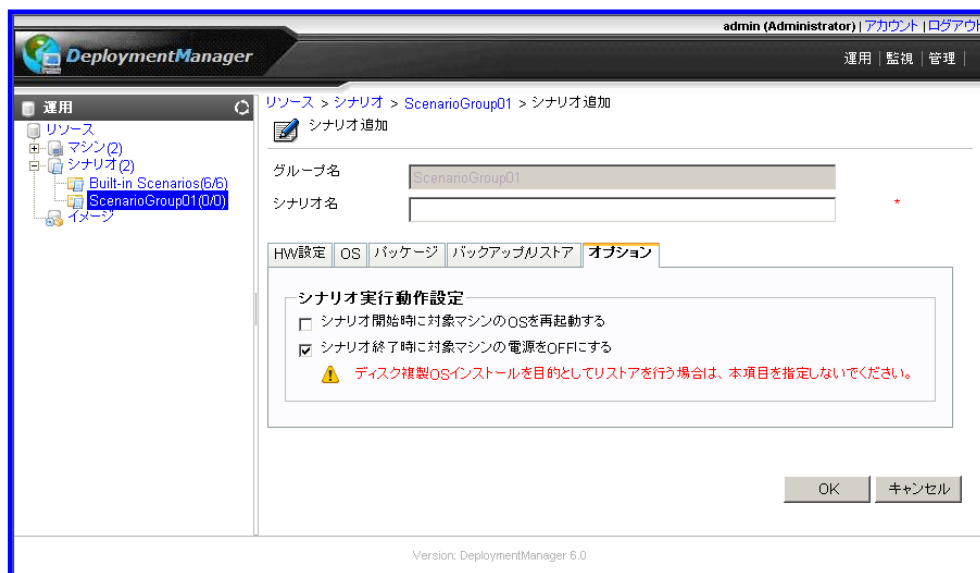 admin (Administrator) | アカウント | ログアウト
DeploymentManager
運用 | 監視 | 管理 |
運用
リソース
マシン(2)
シナリオ(2)
Built-in Scenarios(6/6)
ScenarioGroup01(0/0)
イメージ
リソース > シナリオ > ScenarioGroup01 > シナリオ追加
シナリオ追加
グループ名
ScenarioGroup01
シナリオ名
*
HW設定 OS パッケージ バックアップ/リストア オプション
シナリオ実行動作設定
シナリオ開始時に対象マシンのOSを再起動する
シナリオ終了時に対象マシンの電源をOFFにする
ディスク複製OSインストールを目的としてリストアを行う場合は、本項目を指定しないでください。
OK キャンセル
Version: DeploymentManager 6.0